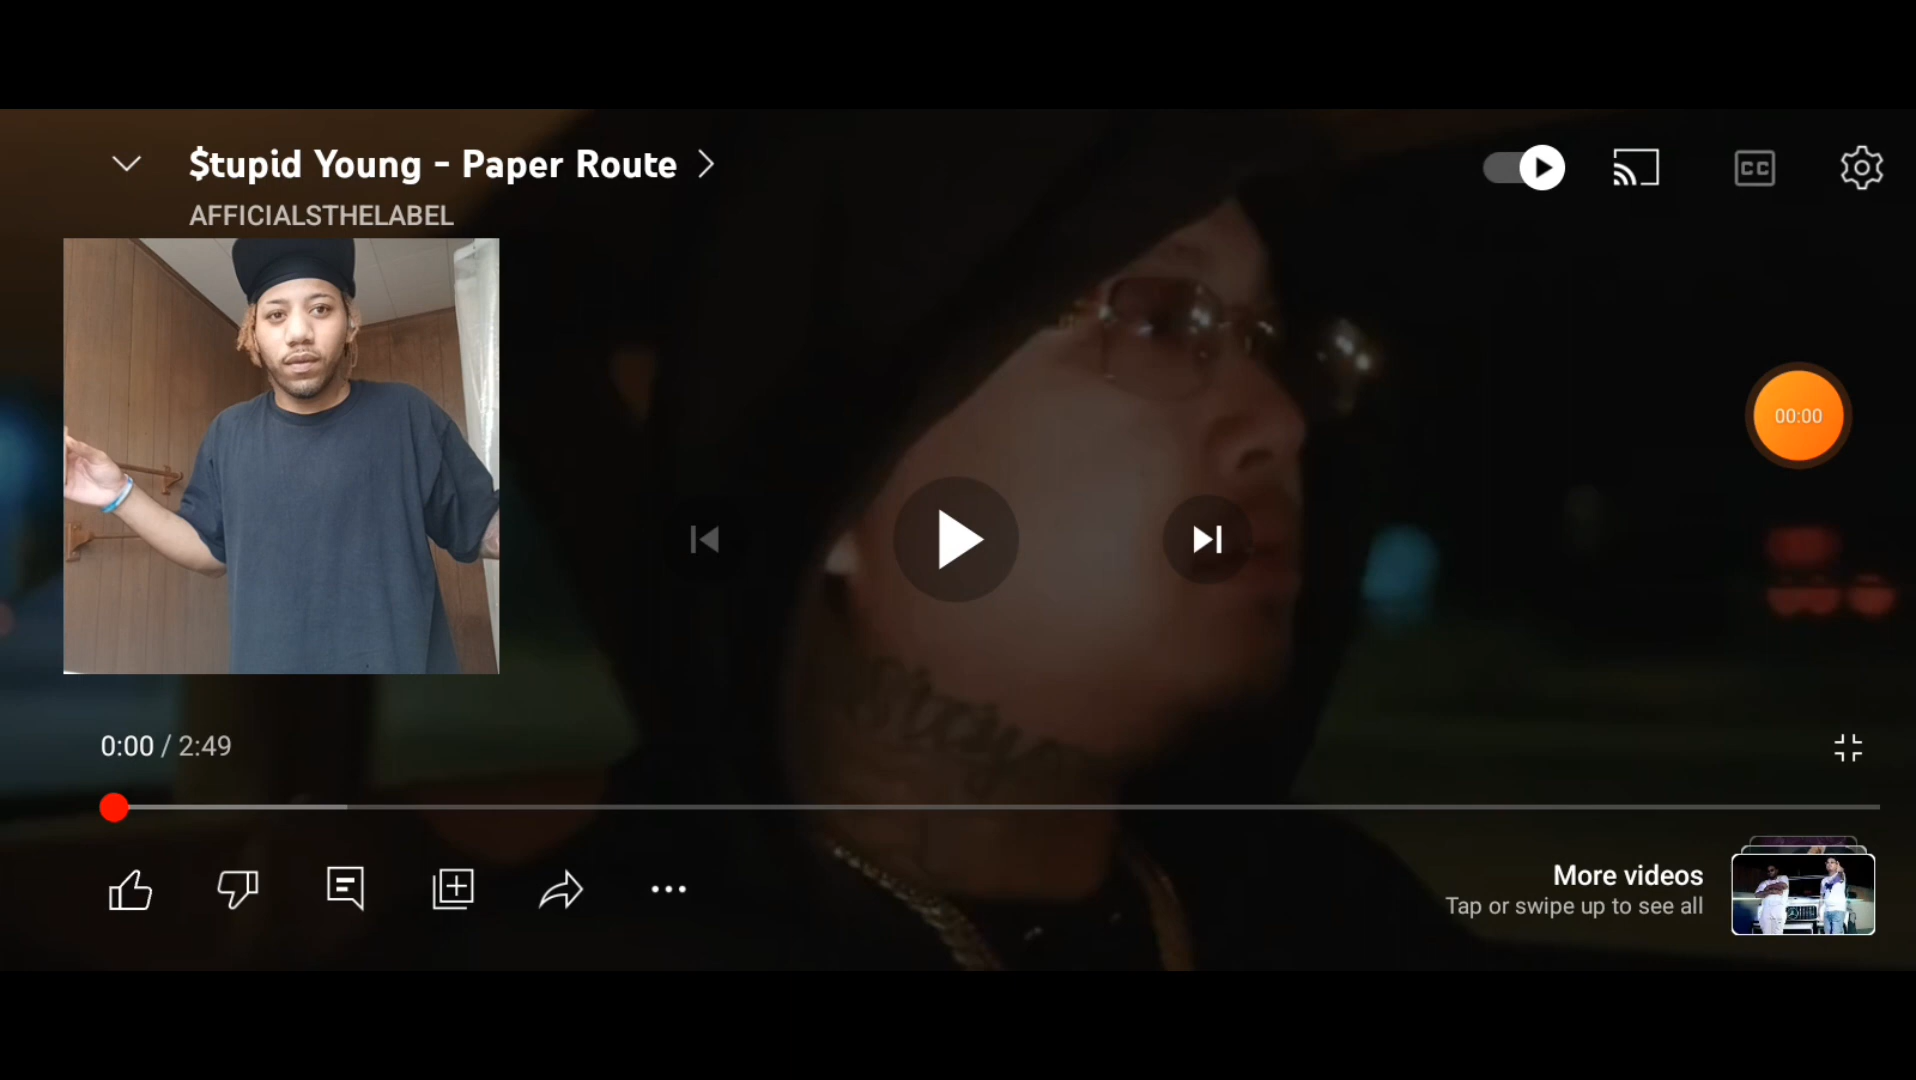 $tupid Young - Paper Route
AFFICIALSTHELABEL
CC
00:00
0:00 / 2:49
More videos
Tap or swipe up to see all